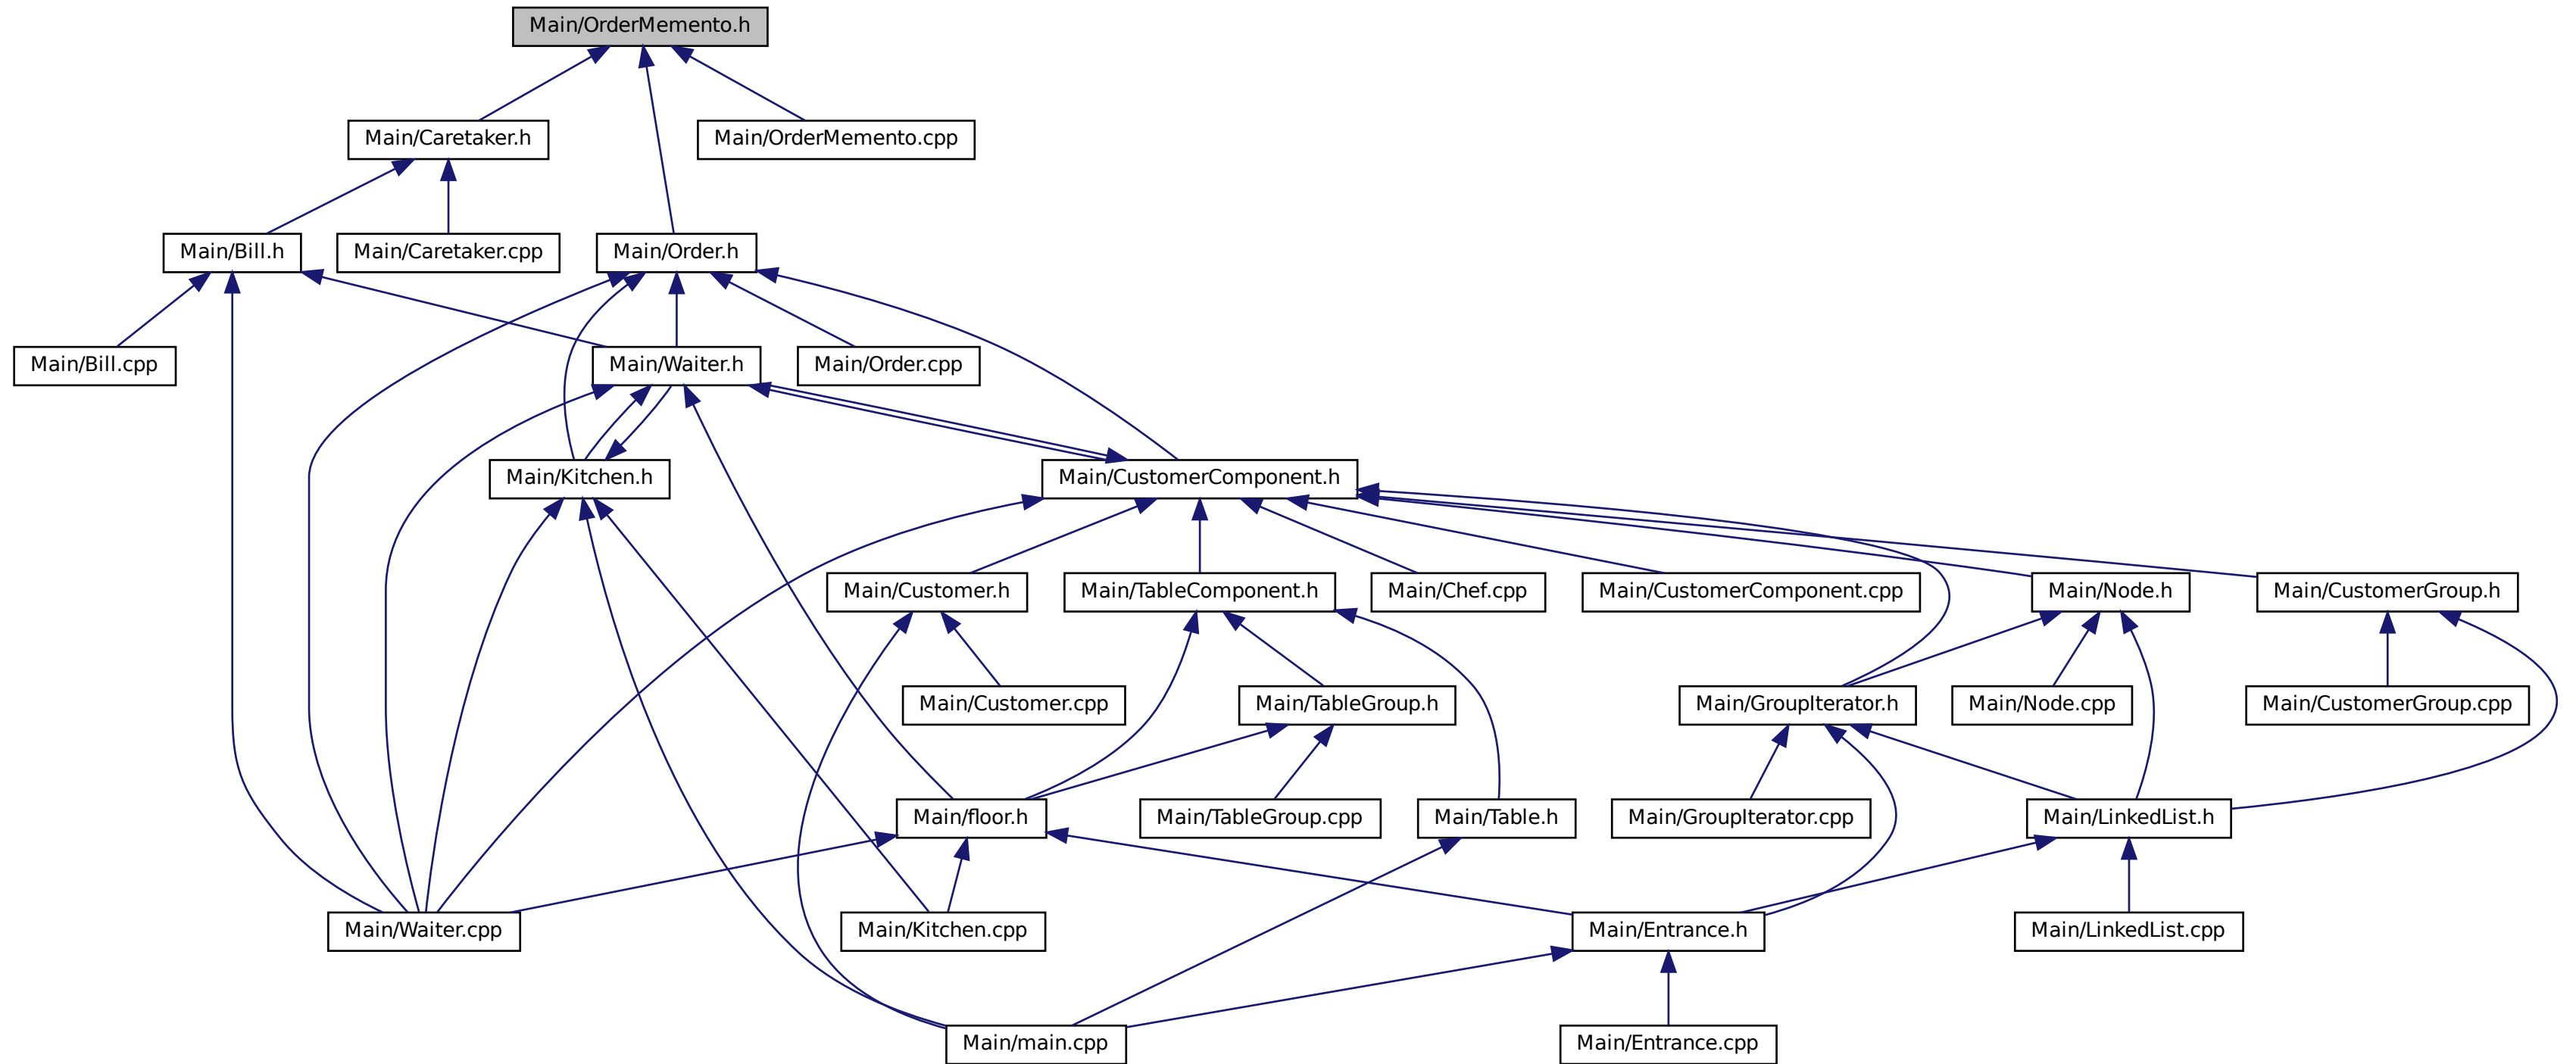 Main/OrderMemento.h
Main/Caretaker.h
Main/OrderMemento.cpp
Main/Bill.h
Main/Caretaker.cpp
Main/Order.h
Main/Bill.cpp
Main/Waiter.h
Main/Order.cpp
Main/Kitchen.h
Main/CustomerComponent.h
Main/Customer.h
Main/TableComponent.h
Main/Chef.cpp
Main/CustomerComponent.cpp
Main/Node.h
Main/CustomerGroup.h
Main/Customer.cpp
Main/TableGroup.h
Main/GroupIterator.h
Main/Node.cpp
Main/CustomerGroup.cpp
Main/floor.h
Main/TableGroup.cpp
Main/Table.h
Main/GroupIterator.cpp
Main/LinkedList.h
Main/Waiter.cpp
Main/Kitchen.cpp
Main/Entrance.h
Main/LinkedList.cpp
Main/main.cpp
Main/Entrance.cpp